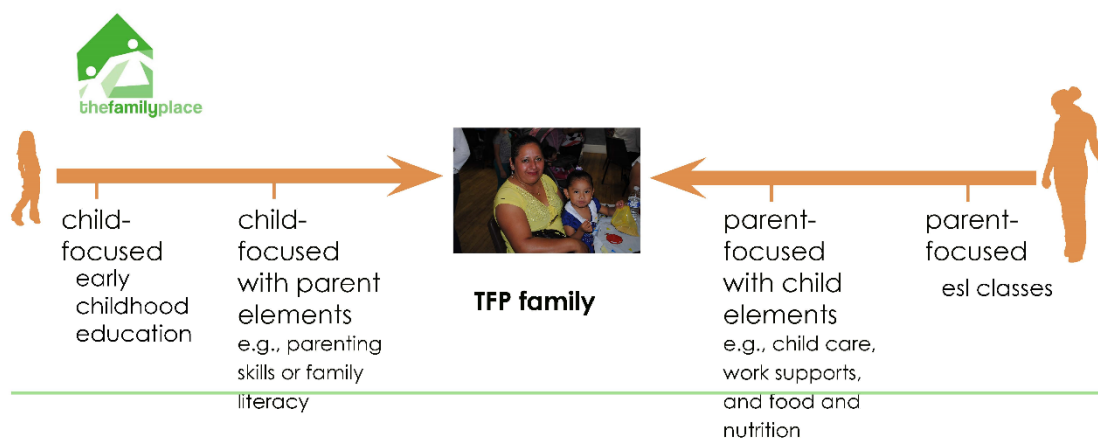 thefamilyplace
child-
focused
early
childhood
education
child-
focused
with parent
elements
e.g., parenting
skills or family
literacy
TFP family
parent-
focused
with child
elements
e.g., child care,
work supports,
and food and
nutrition
parent-
focused
esl classes